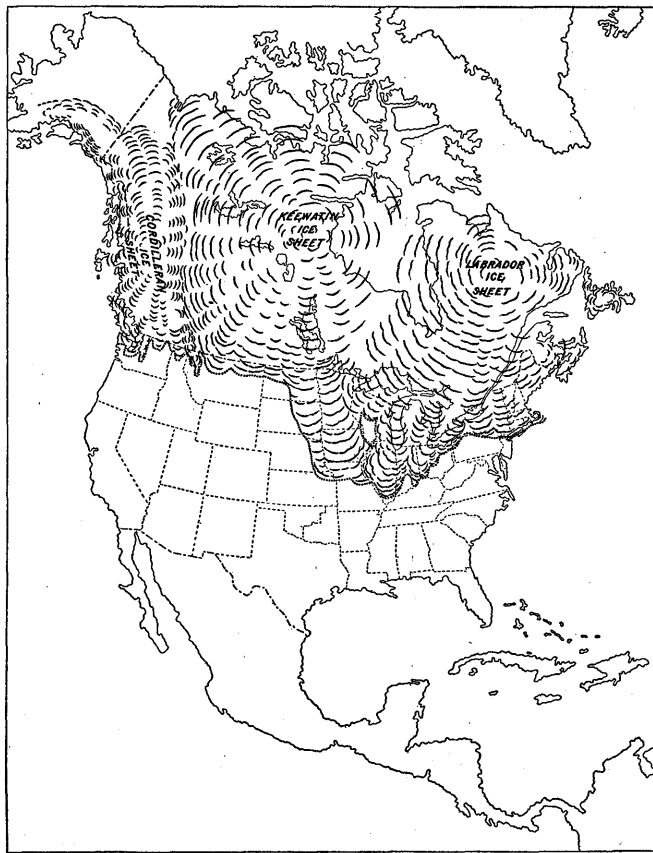 KEEWATIN
ICE
SHEET
CORDILLERAN
ICE
SHEET
LABRADOR
ICE
SHEET